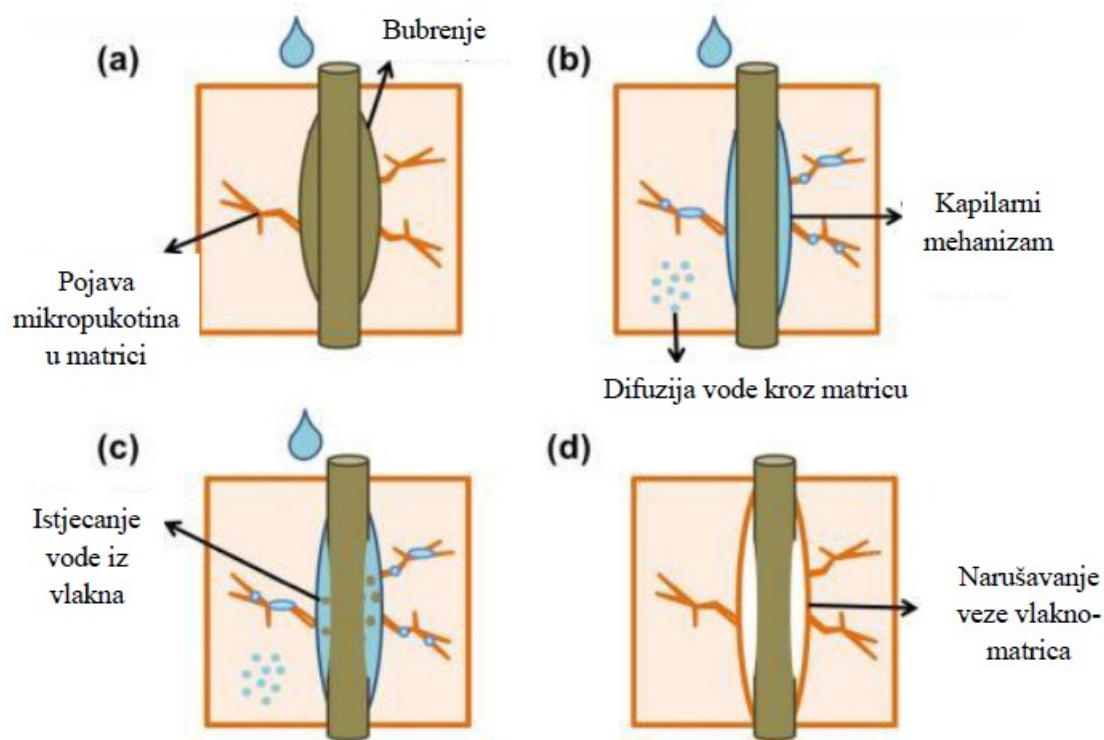 (a)
Bubrenje
Pojava
mikropukotina
u matrici
(b)
Kapilarni
mehanizam
Difuzija vode kroz matricu
(c)
Istjecanje
vode iz
vlakna
(d)
Narušavanje
veze vlakno-
matrica